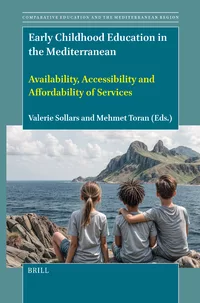 COMPARATIVE EDUCATION AND THE MEDITERRANEAN REGION
Early Childhood Education in
the Mediterranean
Availability, Accessibility and
Affordability of Services
Valerie Sollars and Mehmet Toran (Eds.)
BRILL